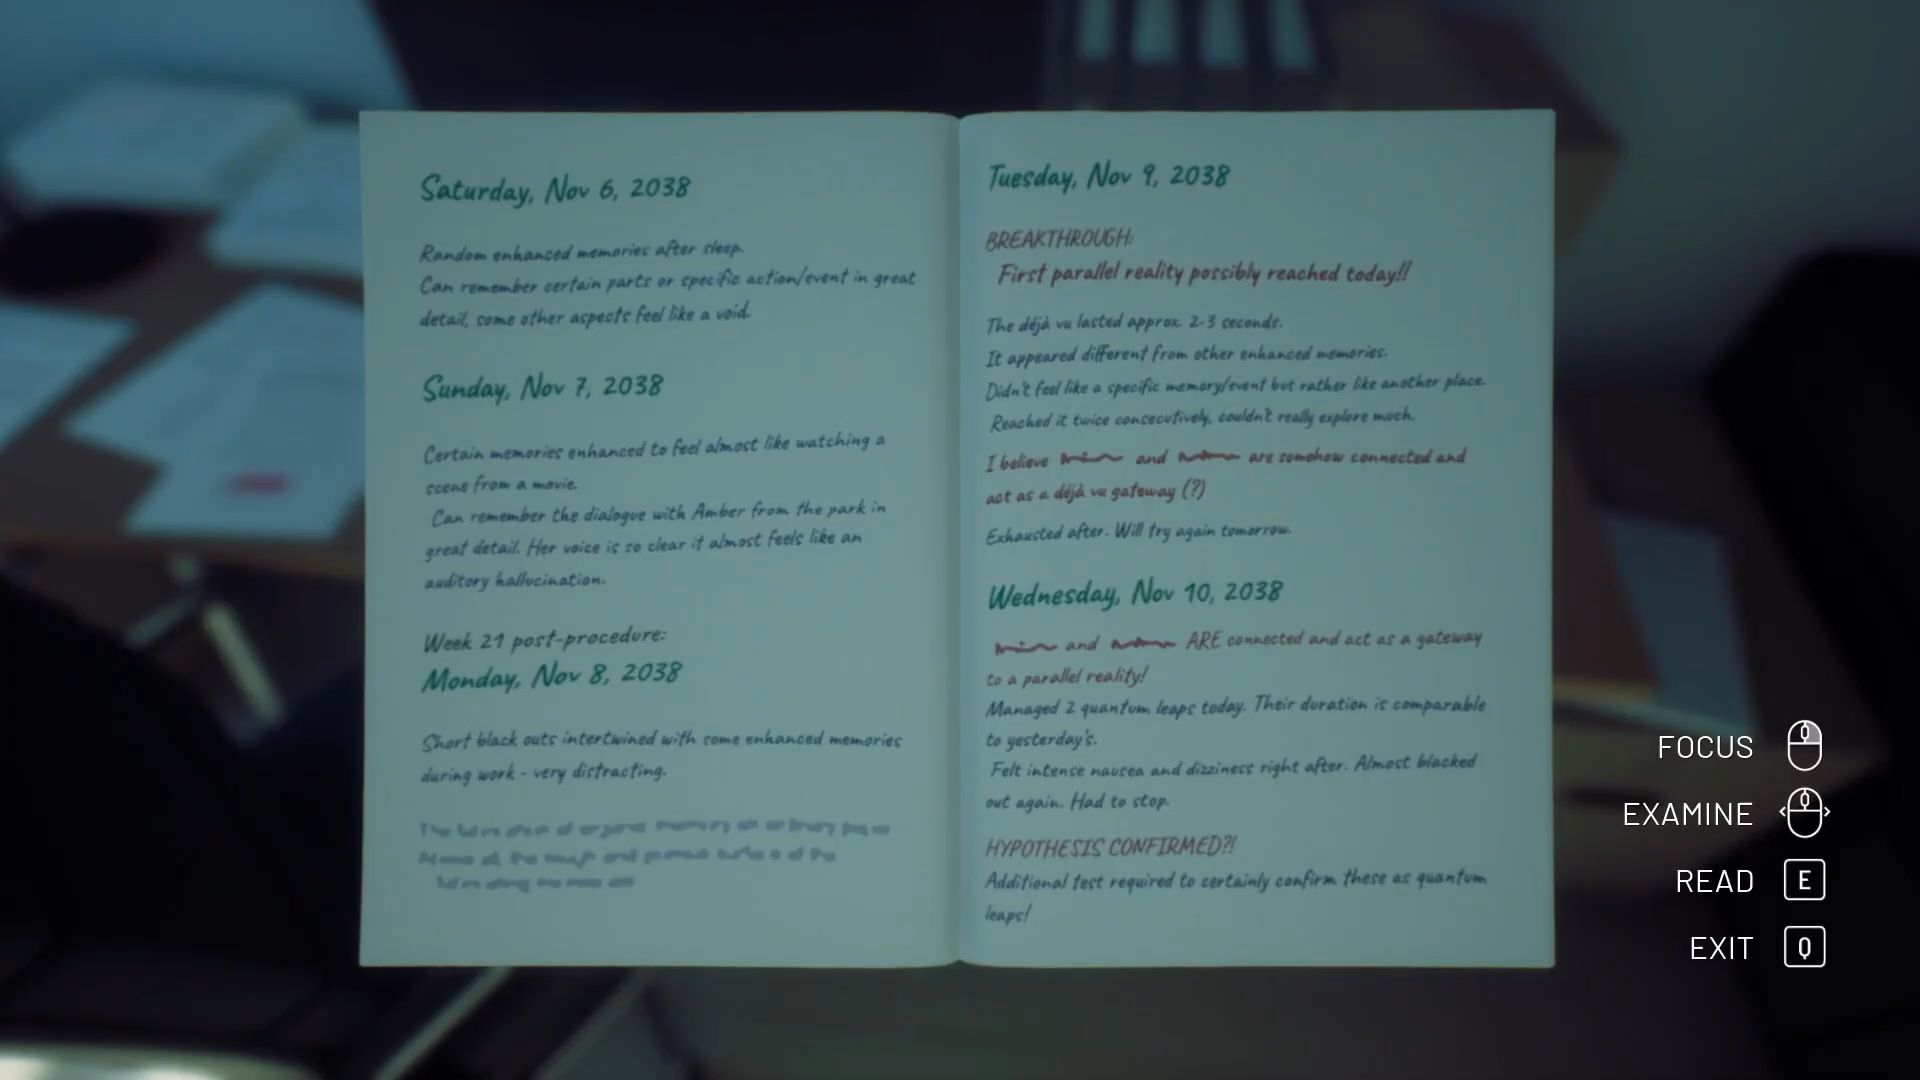 Saturday, Nov 6, 2038
Random enhanced memories after sleep.
Can remember certain parts or specific action/event in great
detail, some other aspects feel like a void.
Sunday, Nov 7, 2038
Certain memories enhanced to feel almost like watching a
scene from a movie.
Can remember the dialogue with Amber from the park in
great detail. Her voice is so clear it almost feels like an
auditory hallucination.
Week 21 post-procedure:
Monday, Nov 8, 2038
Short black outs intertwined with some enhanced memories
during work - very distracting.
Tuesday, Nov 9, 2038
BREAKTHROUGH:
First parallel reality possibly reached today!!
The déjà vu lasted approx. 2-3 seconds.
It appeared different from other enhanced memories.
Didn't feel like a specific memory/event but rather like another place.
Reached it twice consecutively, couldn't really explore much.
I believe and are somehow connected and
act as a déjà vu gateway (?)
Exhausted after. Will try again tomorrow.
Wednesday, Nov 10, 2038
and ARE connected and act as a gateway
to a parallel reality!
Managed 2 quantum leaps today. Their duration is comparable
to yesterday's.
Felt intense nausea and dizziness right after. Almost blacked
out again. Had to stop.
HYPOTHESIS CONFIRMED?!
Additional test required to certainly confirm these as quantum
leaps!
FOCUS
EXAMINE
READ E
EXIT Q